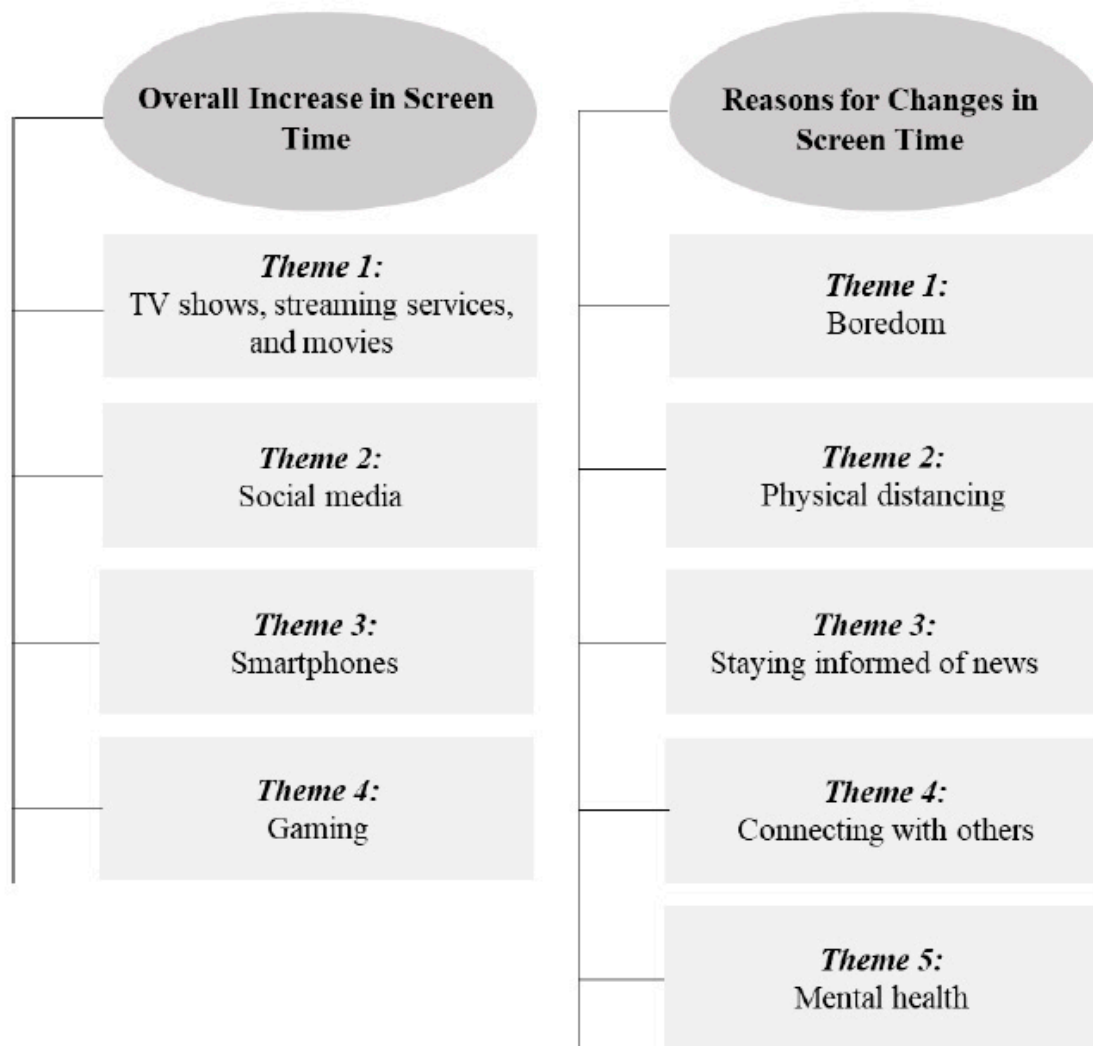 Overall Increase in Screen
Time
Theme 1:
TV shows, streaming services,
and movies
Theme 2:
Social media
Theme 3:
Smartphones
Theme 4:
Gaming
Reasons for Changes in
Screen Time
Theme 1:
Boredom
Theme 2:
Physical distancing
Theme 3:
Staying informed of news
Theme 4:
Connecting with others
Theme 5:
Mental health